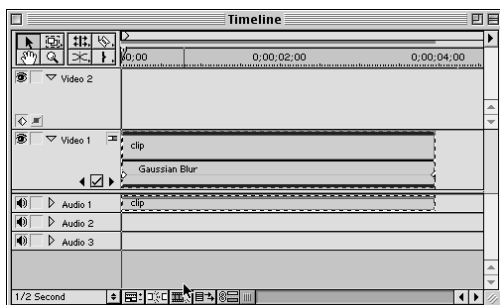 Timeline
0;00 0;00;02;00 0;00;04;00
Video 2
Video 1
clip
Gaussian Blur
Audio 1 clip
Audio 2
Audio 3
1/2 Second